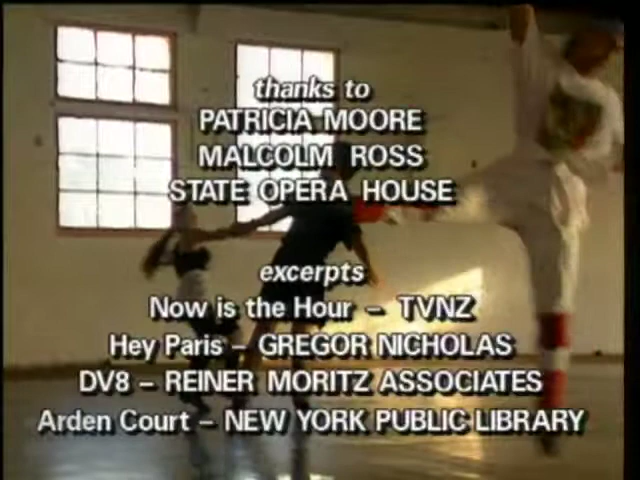 thanks to
PATRICIA MOORE
MALCOLM ROSS
STATE OPERA HOUSE
excerpts
Now is the Hour – TVNZ
Hey Paris – GREGOR NICHOLAS
DV8 – REINER MORITZ ASSOCIATES
Arden Court – NEW YORK PUBLIC LIBRARY